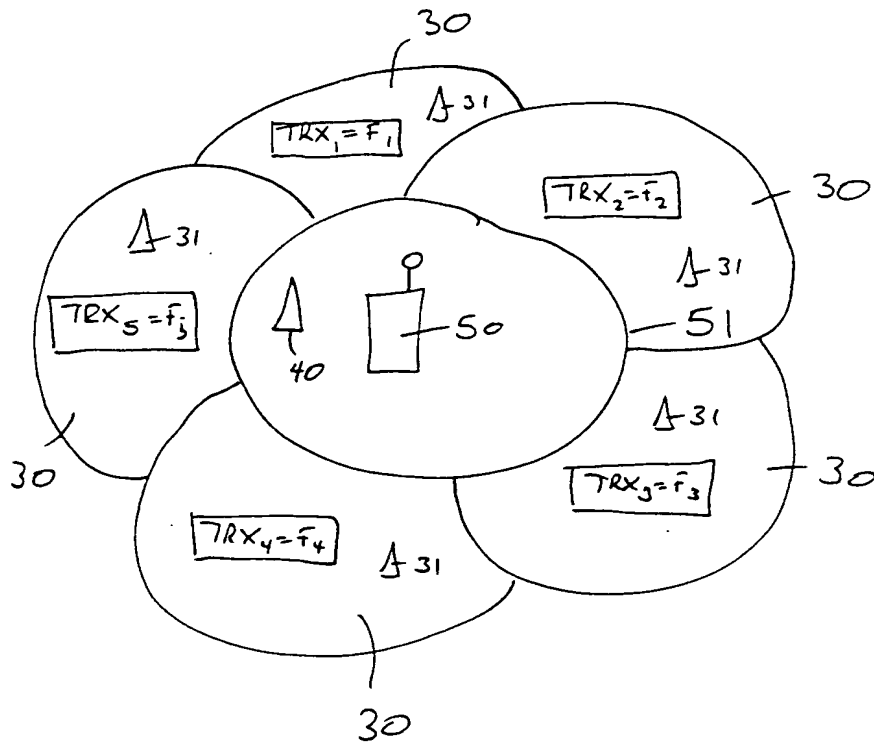 30
31
TRX₁ = F₁
TRX₂ = F₂
30
31
31
TRX₅ = F₅
50
51
40
31
30
TRX₃ = F₃
30
TRX₄ = F₄
31
30